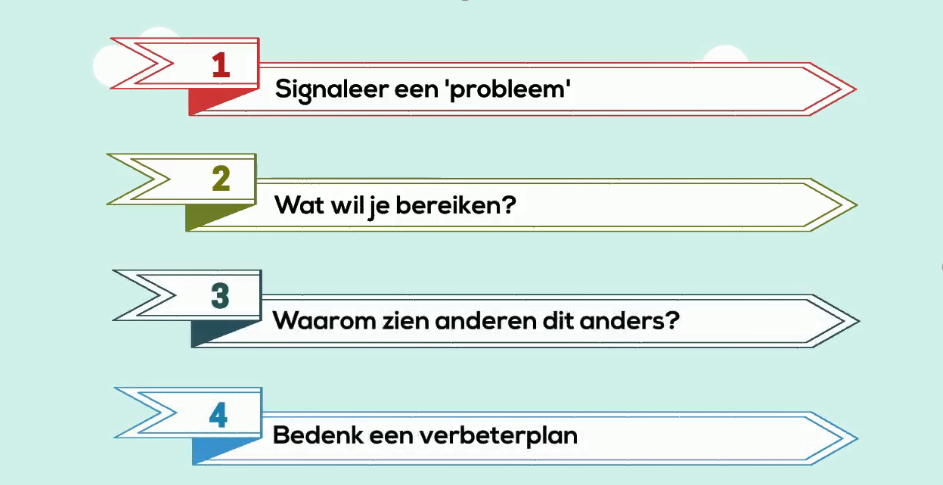 1
Signaleer een 'probleem'
2
Wat wil je bereiken?
3
Waarom zien anderen dit anders?
4
Bedenk een verbeterplan